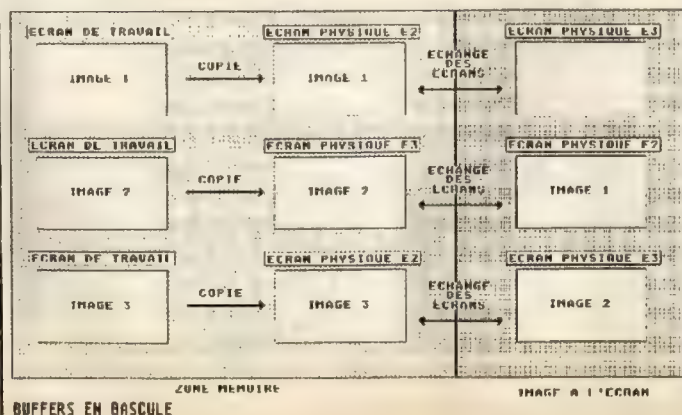 ECRAN DE TRAVAIL
ECRAN PHYSIQUE E2
ECRAN PHYSIQUE E3
IMAGE 1
COPIE
IMAGE 1
ECHANGE
DES
ECRANS
ECRAN DE TRAVAIL
ECRAN PHYSIQUE E3
ECRAN PHYSIQUE E2
IMAGE 2
COPIE
IMAGE 2
ECHANGE
DES
ECRANS
IMAGE 1
ECRAN DE TRAVAIL
ECRAN PHYSIQUE E2
ECRAN PHYSIQUE E3
IMAGE 3
COPIE
IMAGE 3
ECHANGE
DES
ECRANS
IMAGE 2
ZONE MEMOIRE
IMAGE A L'ECRAN
BUFFERS EN BASCULE